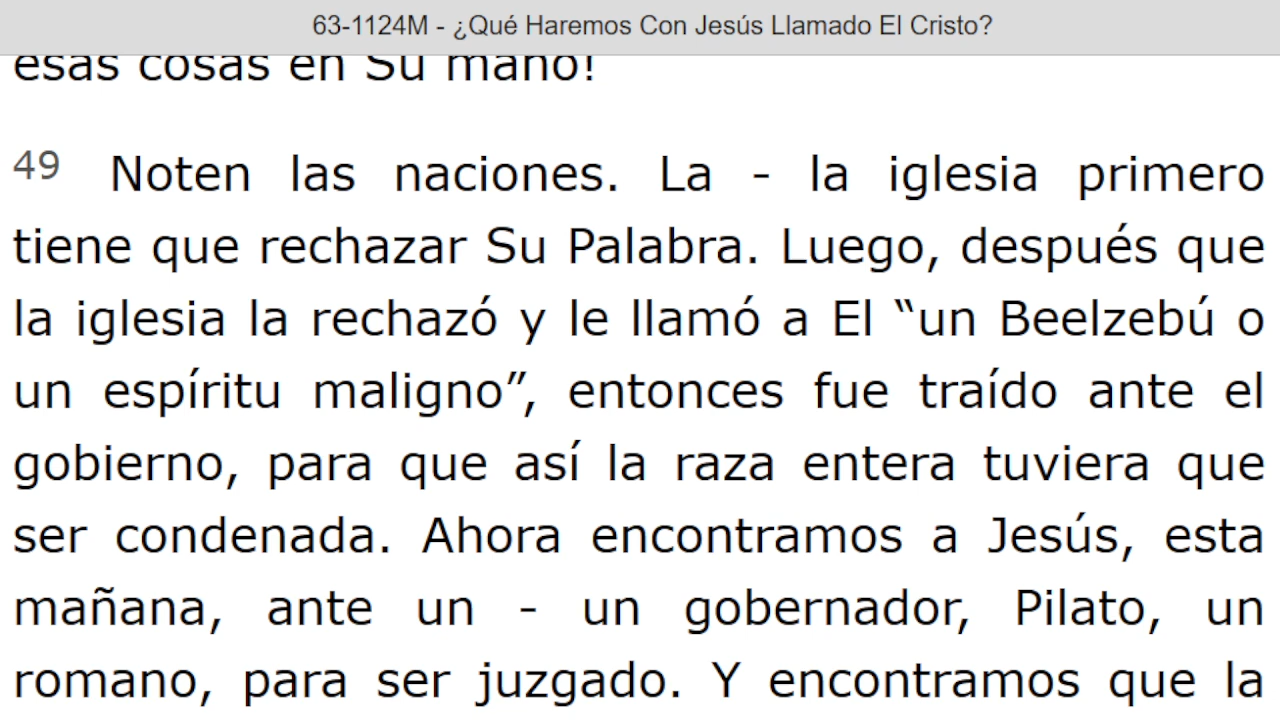 63-1124M - ¿Qué Haremos Con Jesús Llamado El Cristo?
esas cosas en Su mano!
49 Noten las naciones. La - la iglesia primero
tiene que rechazar Su Palabra. Luego, después que
la iglesia la rechazó y le llamó a El “un Beelzebú o
un espíritu maligno”, entonces fue traído ante el
gobierno, para que así la raza entera tuviera que
ser condenada. Ahora encontramos a Jesús, esta
mañana, ante un - un gobernador, Pilato, un
romano, para ser juzgado. Y encontramos que la